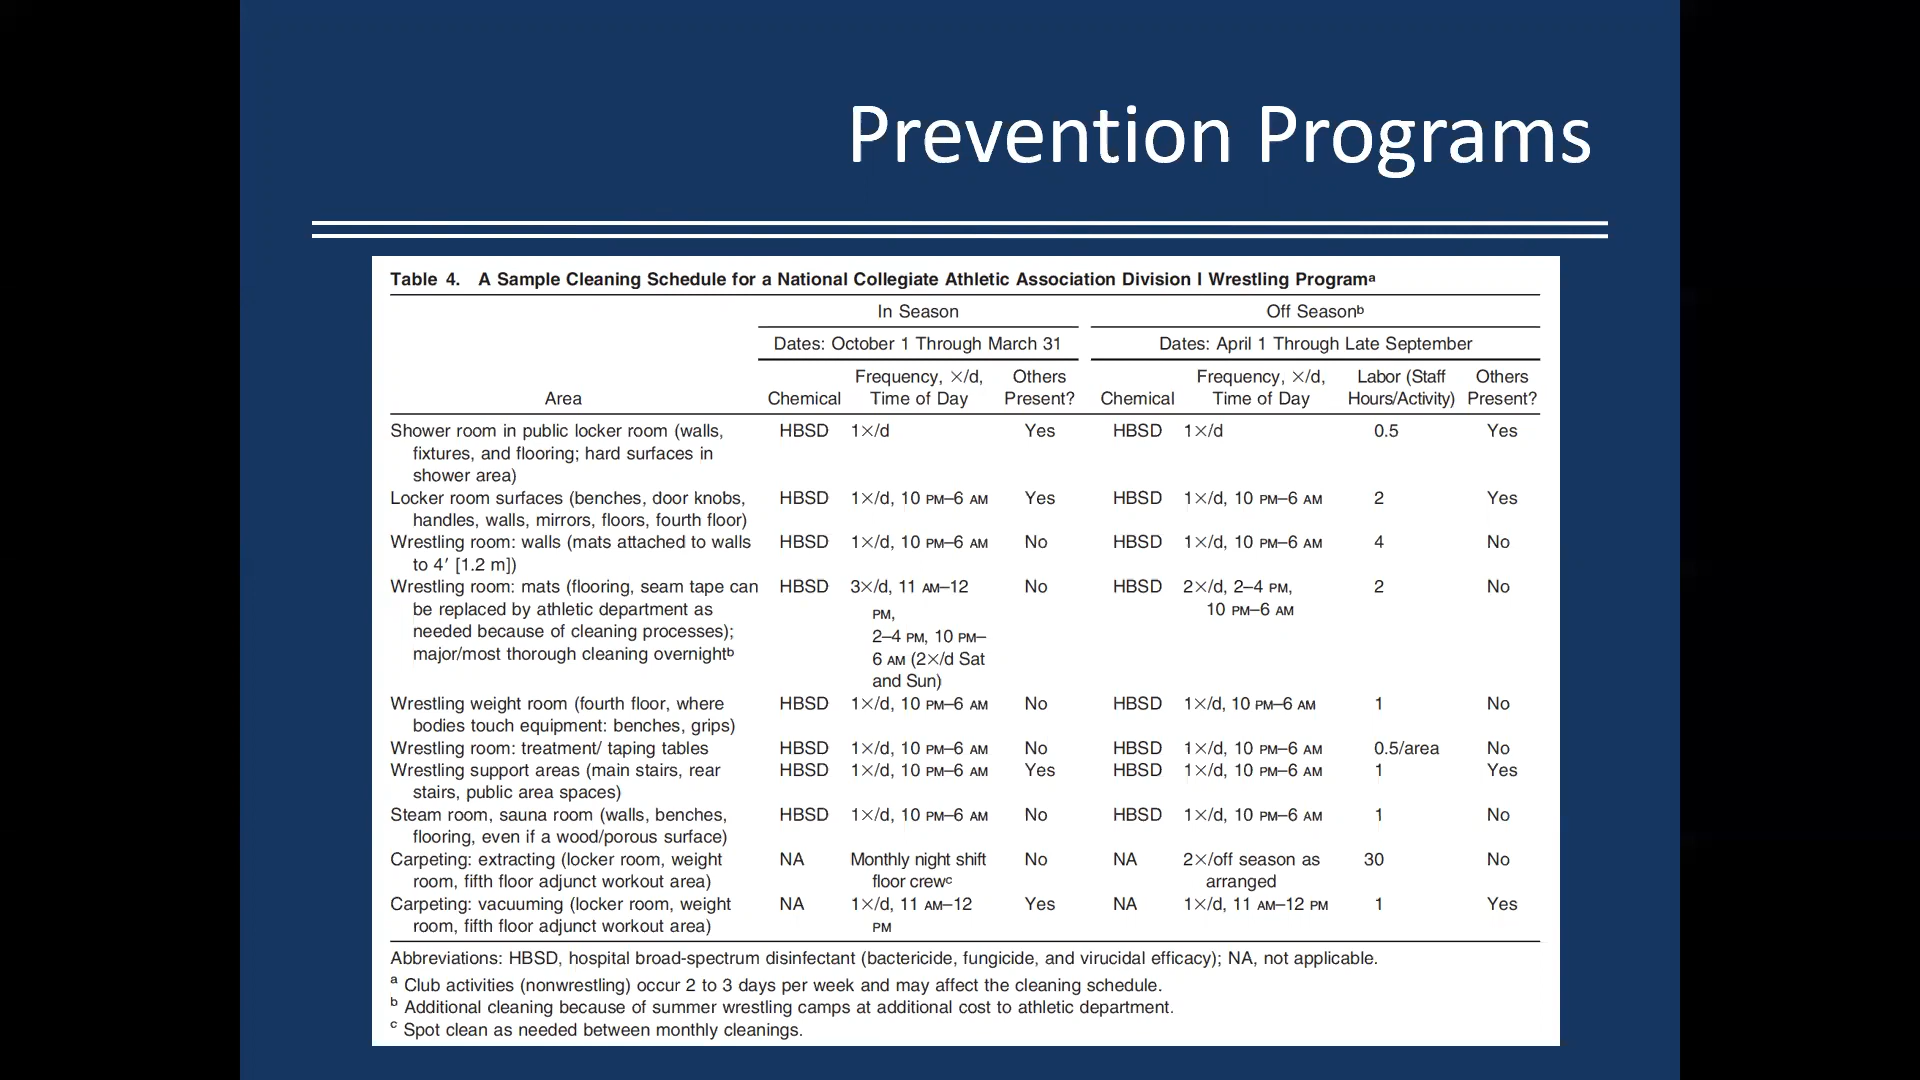 Prevention Programs
Table 4. A Sample Cleaning Schedule for a National Collegiate Athletic Association Division I Wrestling Programa
In Season Off Seasonb
Dates: October 1 Through March 31 Dates: April 1 Through Late September
Frequency, ×/d, Others Frequency, ×/d, Labor (Staff Others
Area Chemical Time of Day Present? Chemical Time of Day Hours/Activity) Present?
Shower room in public locker room (walls, HBSD 1×/d Yes HBSD 1×/d 0.5 Yes
fixtures, and flooring; hard surfaces in
shower area)
Locker room surfaces (benches, door knobs, HBSD 1×/d, 10 PM–6 AM Yes HBSD 1×/d, 10 PM–6 AM 2 Yes
handles, walls, mirrors, floors, fourth floor)
Wrestling room: walls (mats attached to walls HBSD 1×/d, 10 PM–6 AM No HBSD 1×/d, 10 PM–6 AM 4 No
to 4′ [1.2 m])
Wrestling room: mats (flooring, seam tape can HBSD 3×/d, 11 AM–12 No HBSD 2×/d, 2–4 PM, 2 No
be replaced by athletic department as PM, 10 PM–6 AM
needed because of cleaning processes); 2–4 PM, 10 PM–
major/most thorough cleaning overnightb 6 AM (2×/d Sat
and Sun)
Wrestling weight room (fourth floor, where HBSD 1×/d, 10 PM–6 AM No HBSD 1×/d, 10 PM–6 AM 1 No
bodies touch equipment: benches, grips)
Wrestling room: treatment/ taping tables HBSD 1×/d, 10 PM–6 AM No HBSD 1×/d, 10 PM–6 AM 0.5/area No
Wrestling support areas (main stairs, rear HBSD 1×/d, 10 PM–6 AM Yes HBSD 1×/d, 10 PM–6 AM 1 Yes
stairs, public area spaces)
Steam room, sauna room (walls, benches, HBSD 1×/d, 10 PM–6 AM No HBSD 1×/d, 10 PM–6 AM 1 No
flooring, even if a wood/porous surface)
Carpeting: extracting (locker room, weight NA Monthly night shift No NA 2×/off season as 30 No
room, fifth floor adjunct workout area) floor crewc arranged
Carpeting: vacuuming (locker room, weight NA 1×/d, 11 AM–12 Yes NA 1×/d, 11 AM–12 PM 1 Yes
room, fifth floor adjunct workout area) PM
Abbreviations: HBSD, hospital broad-spectrum disinfectant (bactericide, fungicide, and virucidal efficacy); NA, not applicable.
a Club activities (nonwrestling) occur 2 to 3 days per week and may affect the cleaning schedule.
b Additional cleaning because of summer wrestling camps at additional cost to athletic department.
c Spot clean as needed between monthly cleanings.